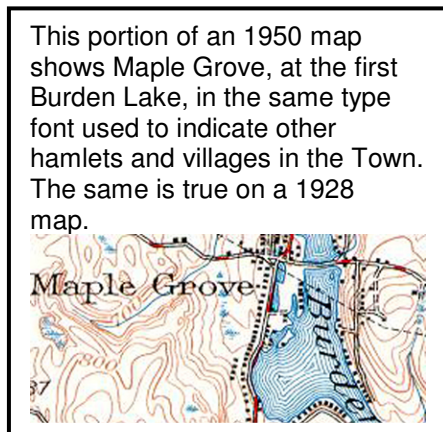 This portion of an 1950 map
shows Maple Grove, at the first
Burden Lake, in the same type
font used to indicate other
hamlets and villages in the Town.
The same is true on a 1928
map.
Maple Grove
700
800
37
Burden